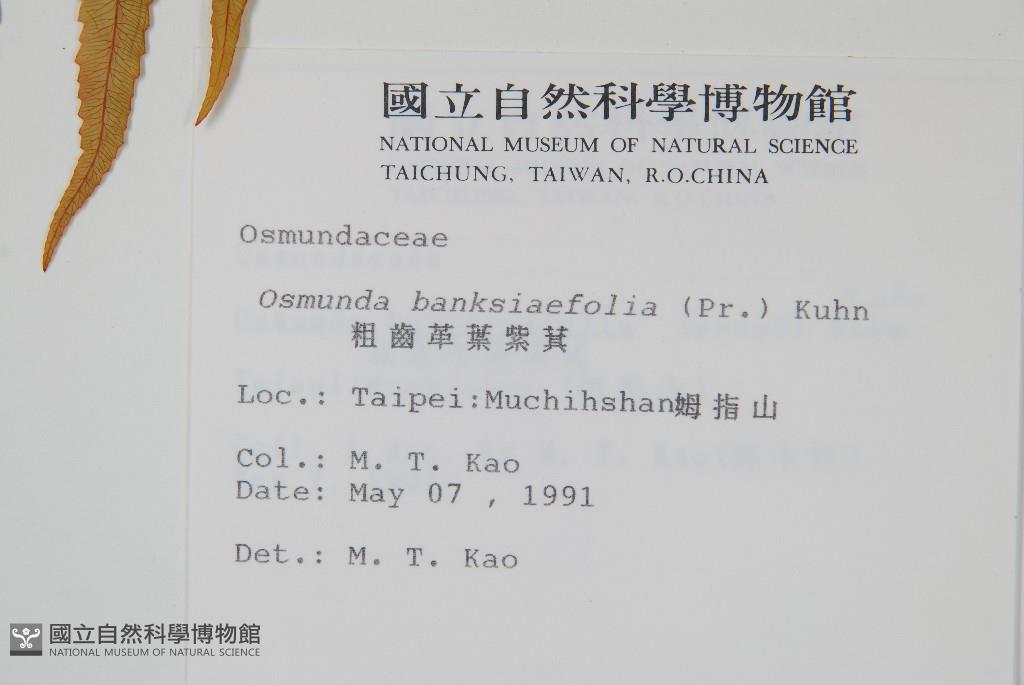 國立自然科學博物館
NATIONAL MUSEUM OF NATURAL SCIENCE
TAICHUNG, TAIWAN, R.O.CHINA
Osmundaceae
Osmunda banksiaefolia (Pr.) Kuhn
粗齒革葉紫萁
Loc.: Taipei:Muchihshan姆指山
Col.: M. T. Kao
Date: May 07 , 1991
Det.: M. T. Kao
國立自然科學博物館
NATIONAL MUSEUM OF NATURAL SCIENCE